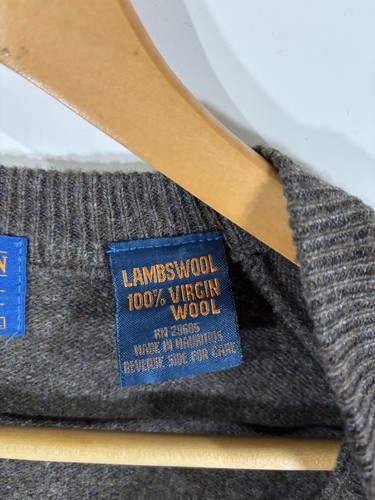 N
LAMBSWOOL
100% VIRGIN
WOOL
RN 29685
MADE IN MAURITIUS
REVERSE SIDE FOR CARE